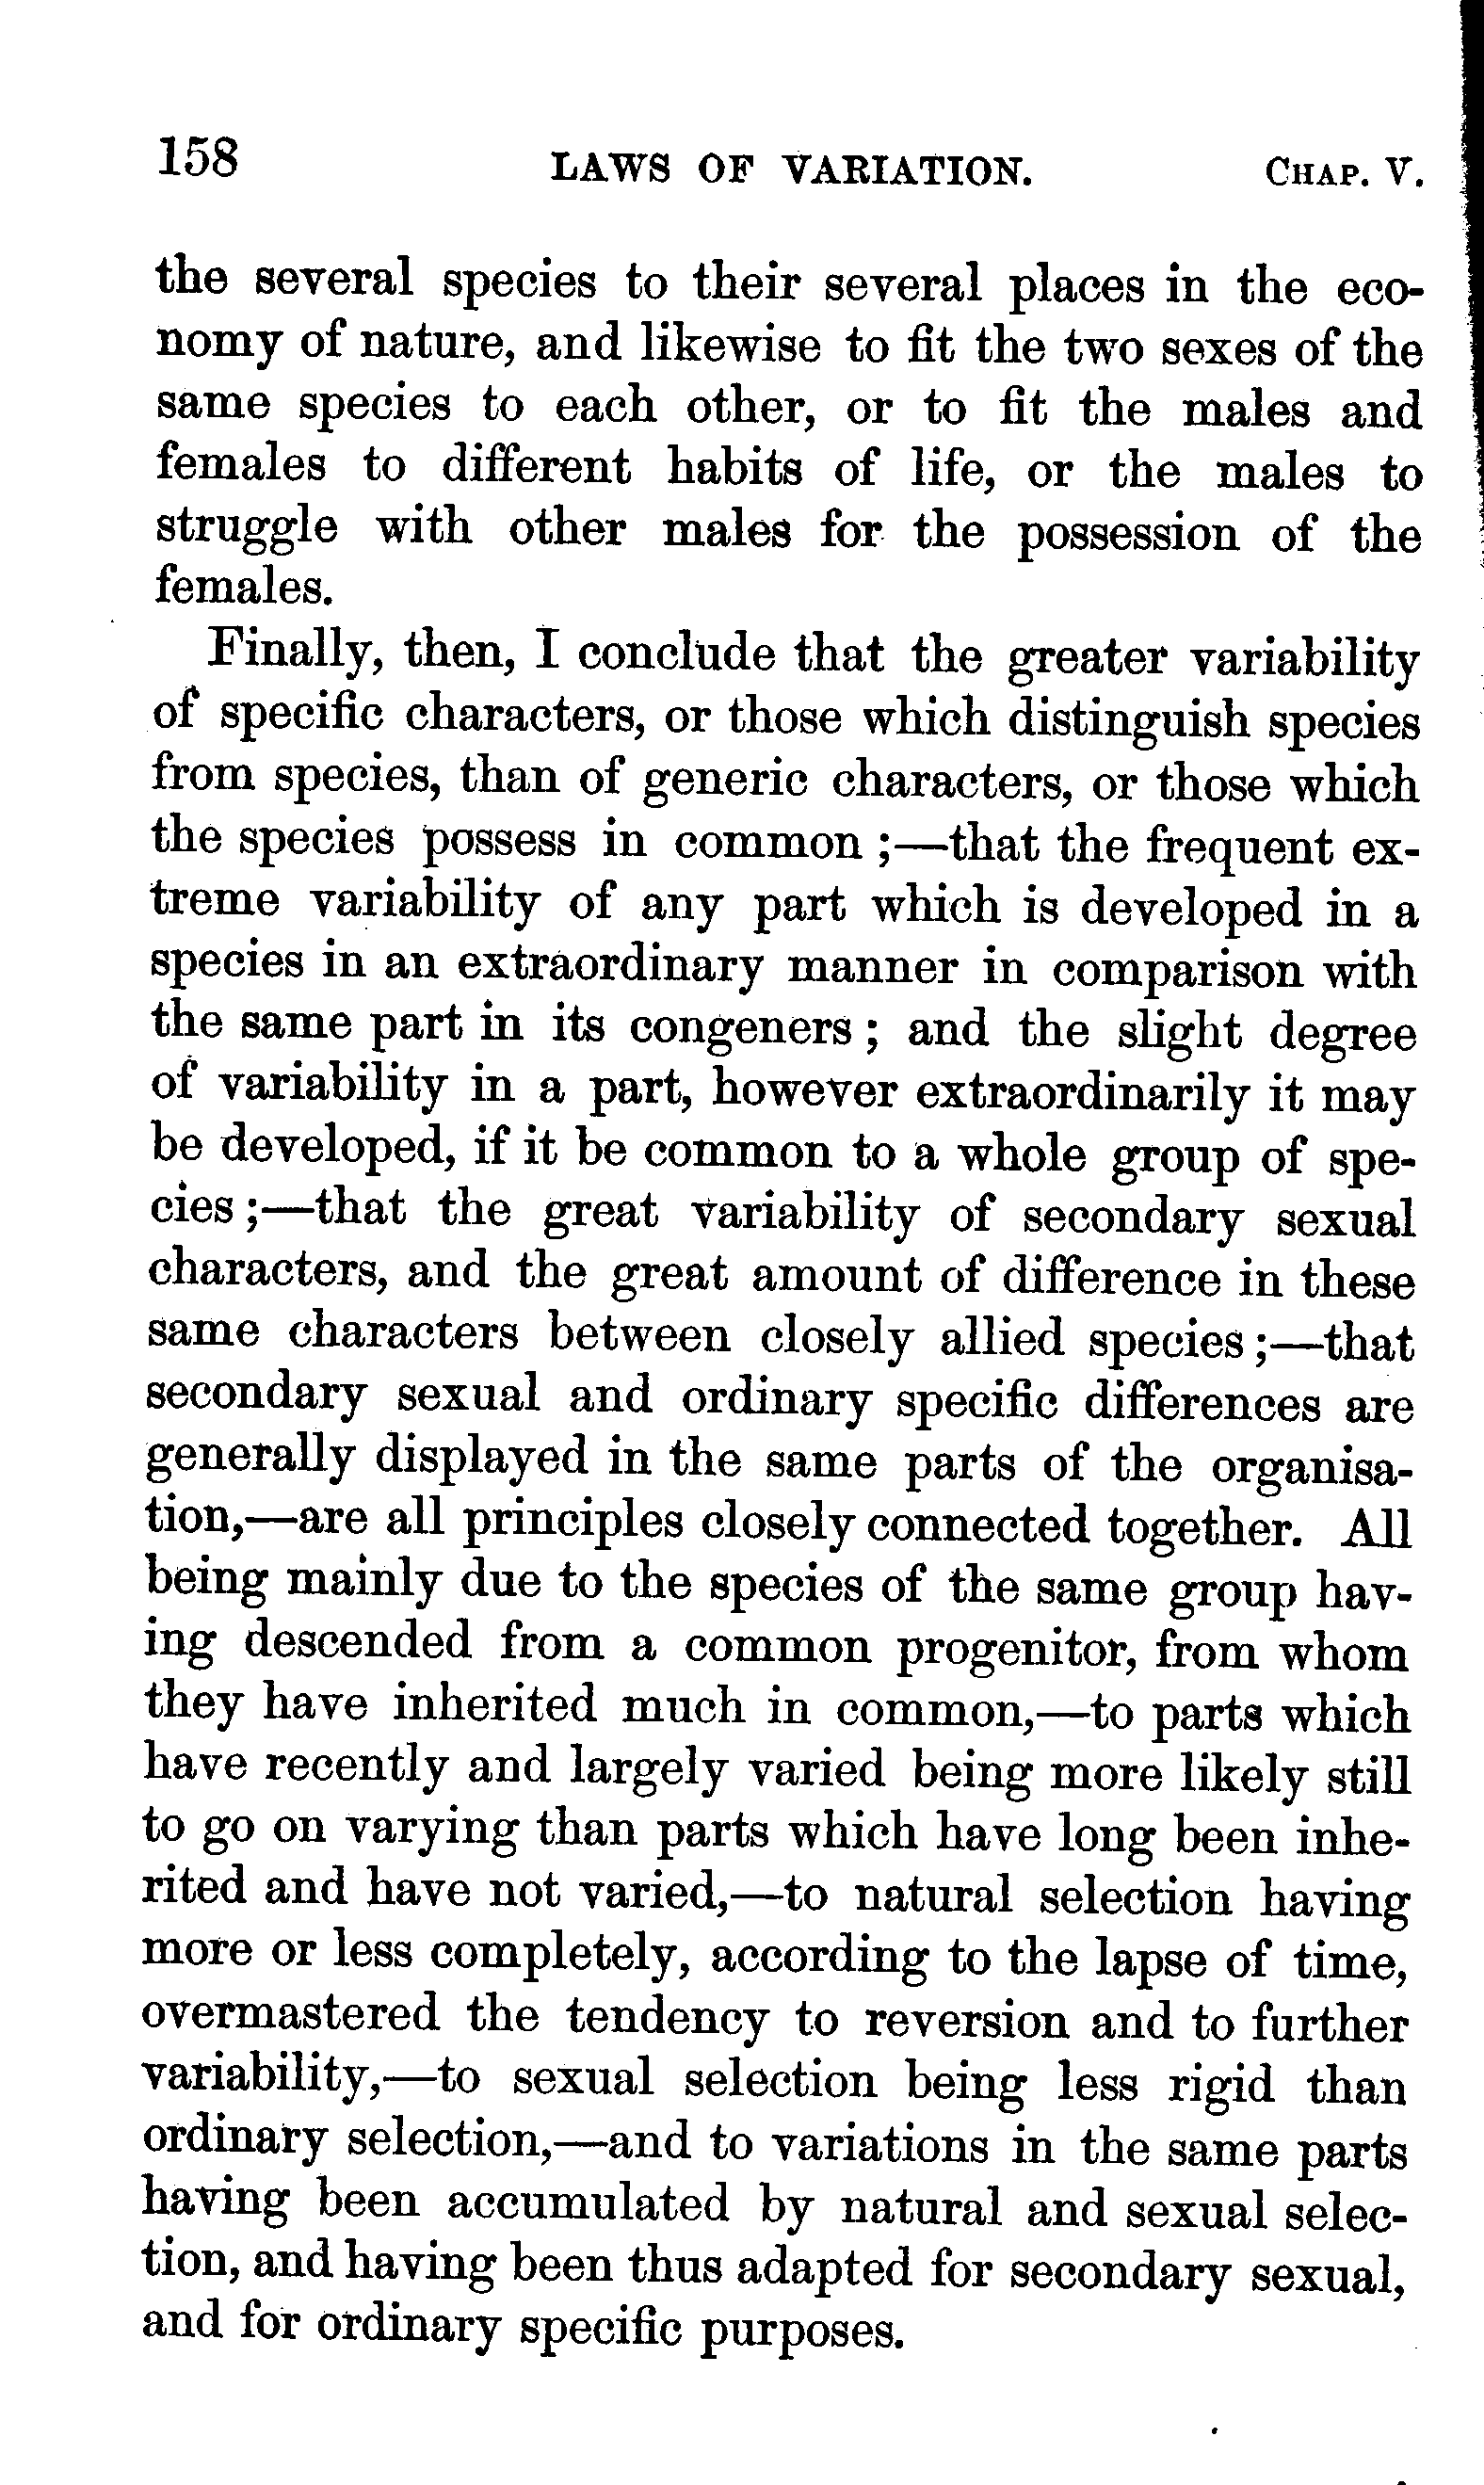 158 LAWS OF VARIATION. CHAP. V.
the several species to their several places in the eco-
nomy of nature, and likewise to fit the two sexes of the
same species to each other, or to fit the males and
females to different habits of life, or the males to
struggle with other males for the possession of the
females.
Finally, then, I conclude that the greater variability
of specific characters, or those which distinguish species
from species, than of generic characters, or those which
the species possess in common ;—that the frequent ex-
treme variability of any part which is developed in a
species in an extraordinary manner in comparison with
the same part in its congeners ; and the slight degree
of variability in a part, however extraordinarily it may
be developed, if it be common to a whole group of spe-
cies ;—that the great variability of secondary sexual
characters, and the great amount of difference in these
same characters between closely allied species ;—that
secondary sexual and ordinary specific differences are
generally displayed in the same parts of the organisa-
tion,—are all principles closely connected together. All
being mainly due to the species of the same group hav-
ing descended from a common progenitor, from whom
they have inherited much in common,—to parts which
have recently and largely varied being more likely still
to go on varying than parts which have long been inhe-
rited and have not varied,—to natural selection having
more or less completely, according to the lapse of time,
overmastered the tendency to reversion and to further
variability,—to sexual selection being less rigid than
ordinary selection,—and to variations in the same parts
having been accumulated by natural and sexual selec-
tion, and having been thus adapted for secondary sexual,
and for ordinary specific purposes.